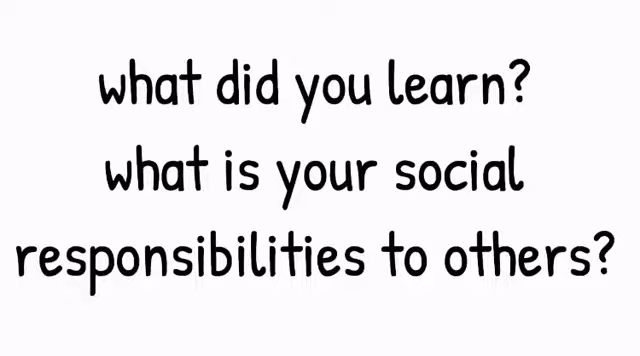 what did you learn?
what is your social
responsibilities to others?